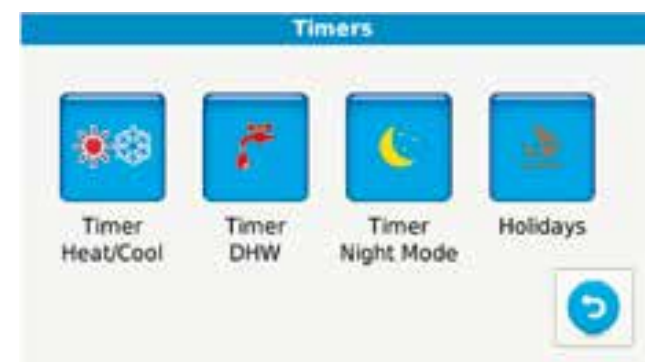 Timers
Timer
Heat/Cool
Timer
DHW
Timer
Night Mode
Holidays